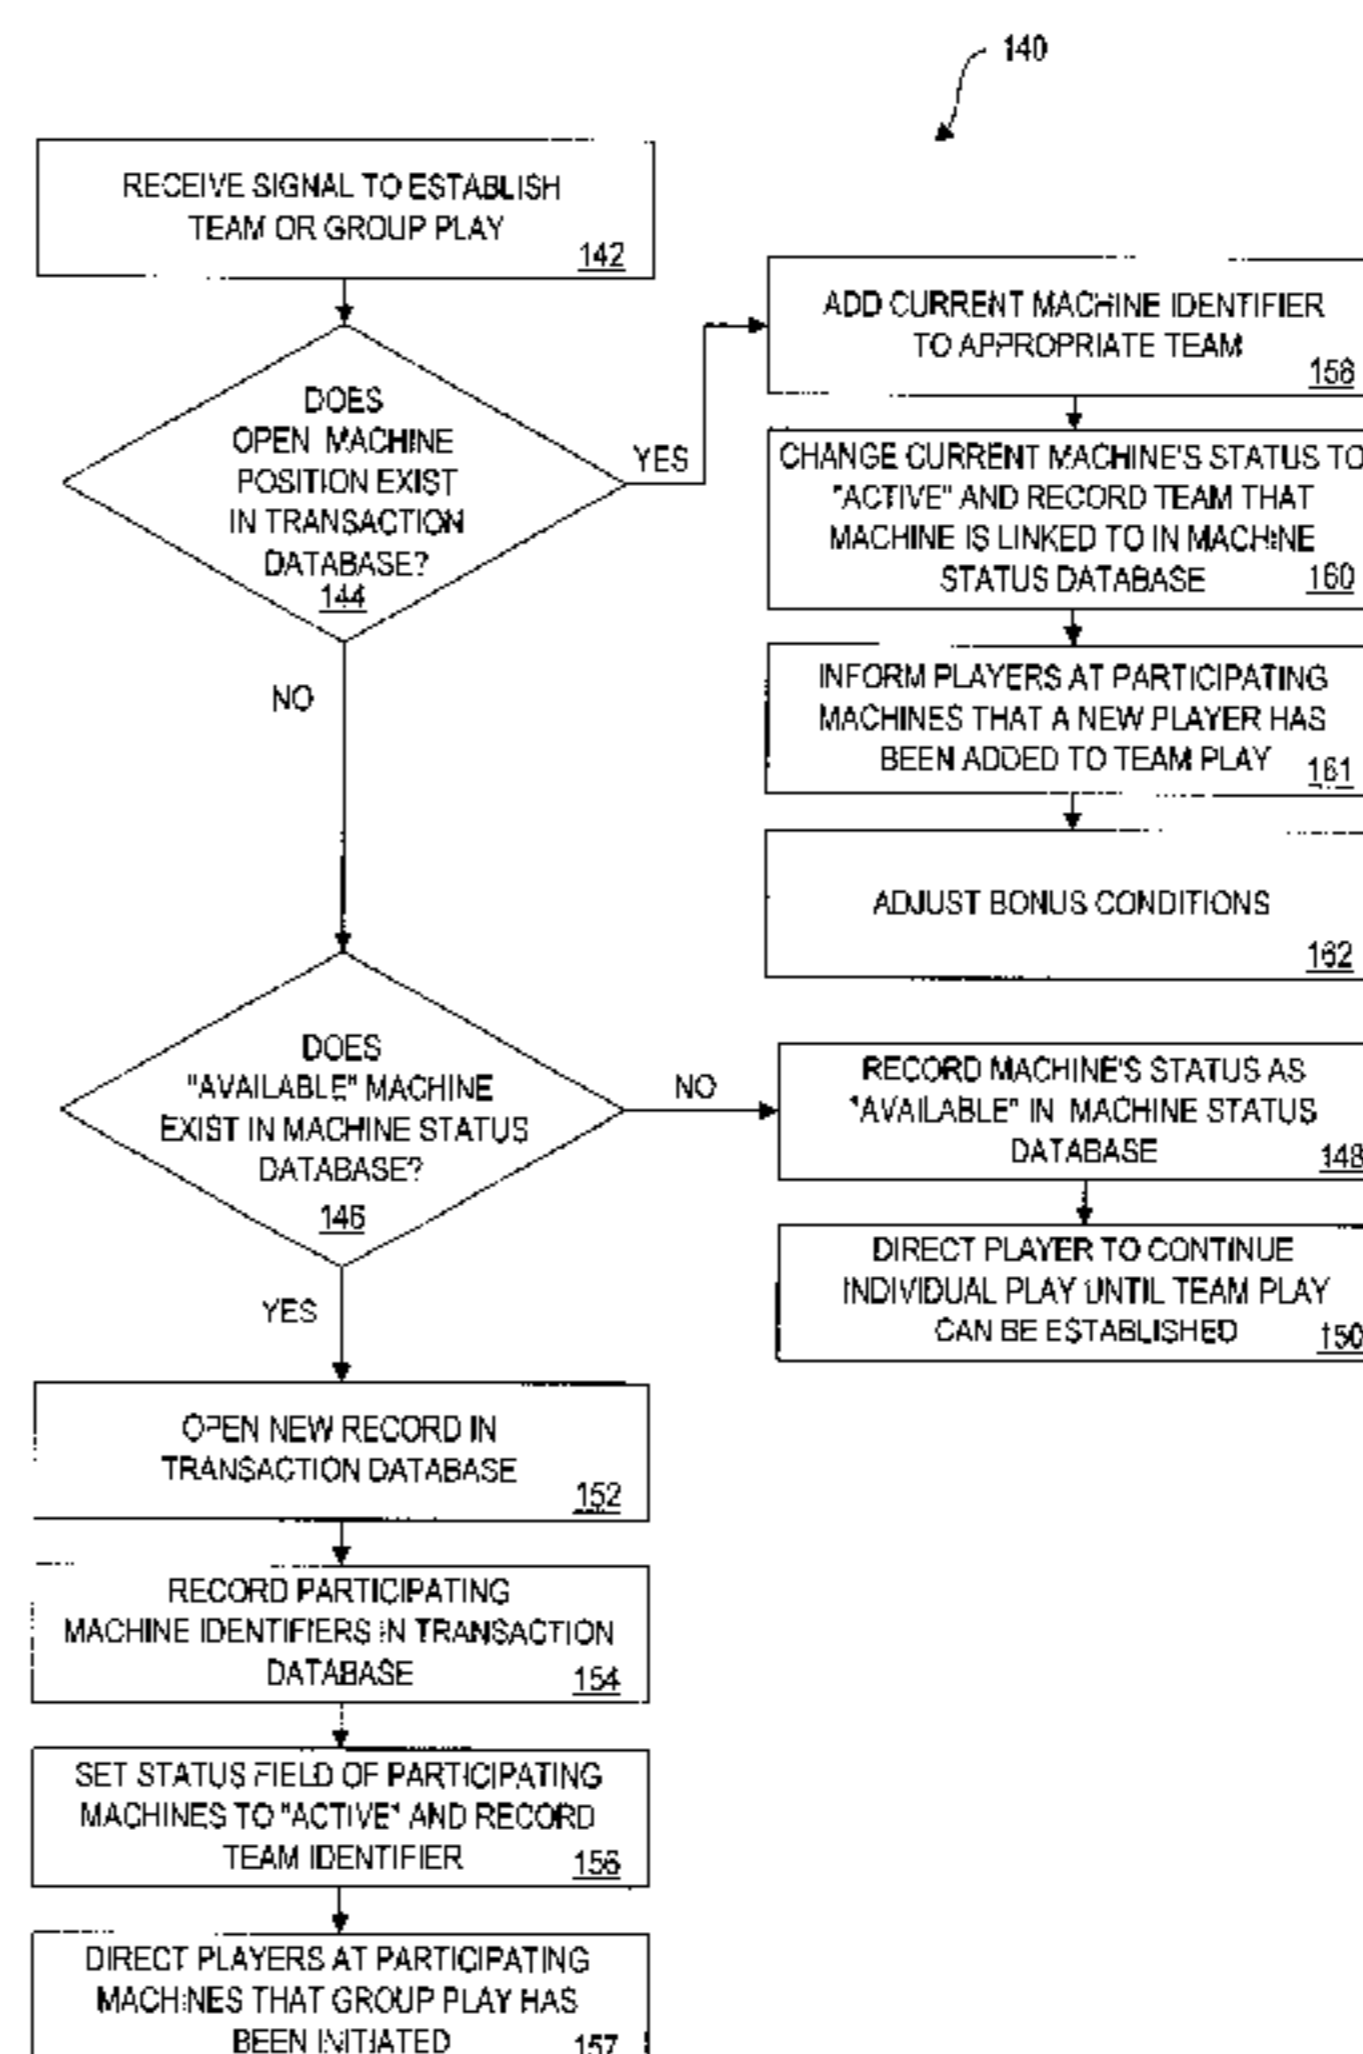 140
RECEIVE SIGNAL TO ESTABLISH
TEAM OR GROUP PLAY
142
DOES
OPEN MACHINE
POSITION EXIST
IN TRANSACTION
DATABASE?
144
YES
NO
ADD CURRENT MACHINE IDENTIFIER
TO APPROPRIATE TEAM
158
CHANGE CURRENT MACHINE'S STATUS TO
"ACTIVE" AND RECORD TEAM THAT
MACHINE IS LINKED TO IN MACHINE
STATUS DATABASE
160
INFORM PLAYERS AT PARTICIPATING
MACHINES THAT A NEW PLAYER HAS
BEEN ADDED TO TEAM PLAY
161
ADJUST BONUS CONDITIONS
162
DOES
"AVAILABLE" MACHINE
EXIST IN MACHINE STATUS
DATABASE?
146
NO
YES
RECORD MACHINE'S STATUS AS
"AVAILABLE" IN MACHINE STATUS
DATABASE
148
DIRECT PLAYER TO CONTINUE
INDIVIDUAL PLAY UNTIL TEAM PLAY
CAN BE ESTABLISHED
150
OPEN NEW RECORD IN
TRANSACTION DATABASE
152
RECORD PARTICIPATING
MACHINE IDENTIFIERS IN TRANSACTION
DATABASE
154
SET STATUS FIELD OF PARTICIPATING
MACHINES TO "ACTIVE" AND RECORD
TEAM IDENTIFIER
156
DIRECT PLAYERS AT PARTICIPATING
MACHINES THAT GROUP PLAY HAS
BEEN INITIATED
157